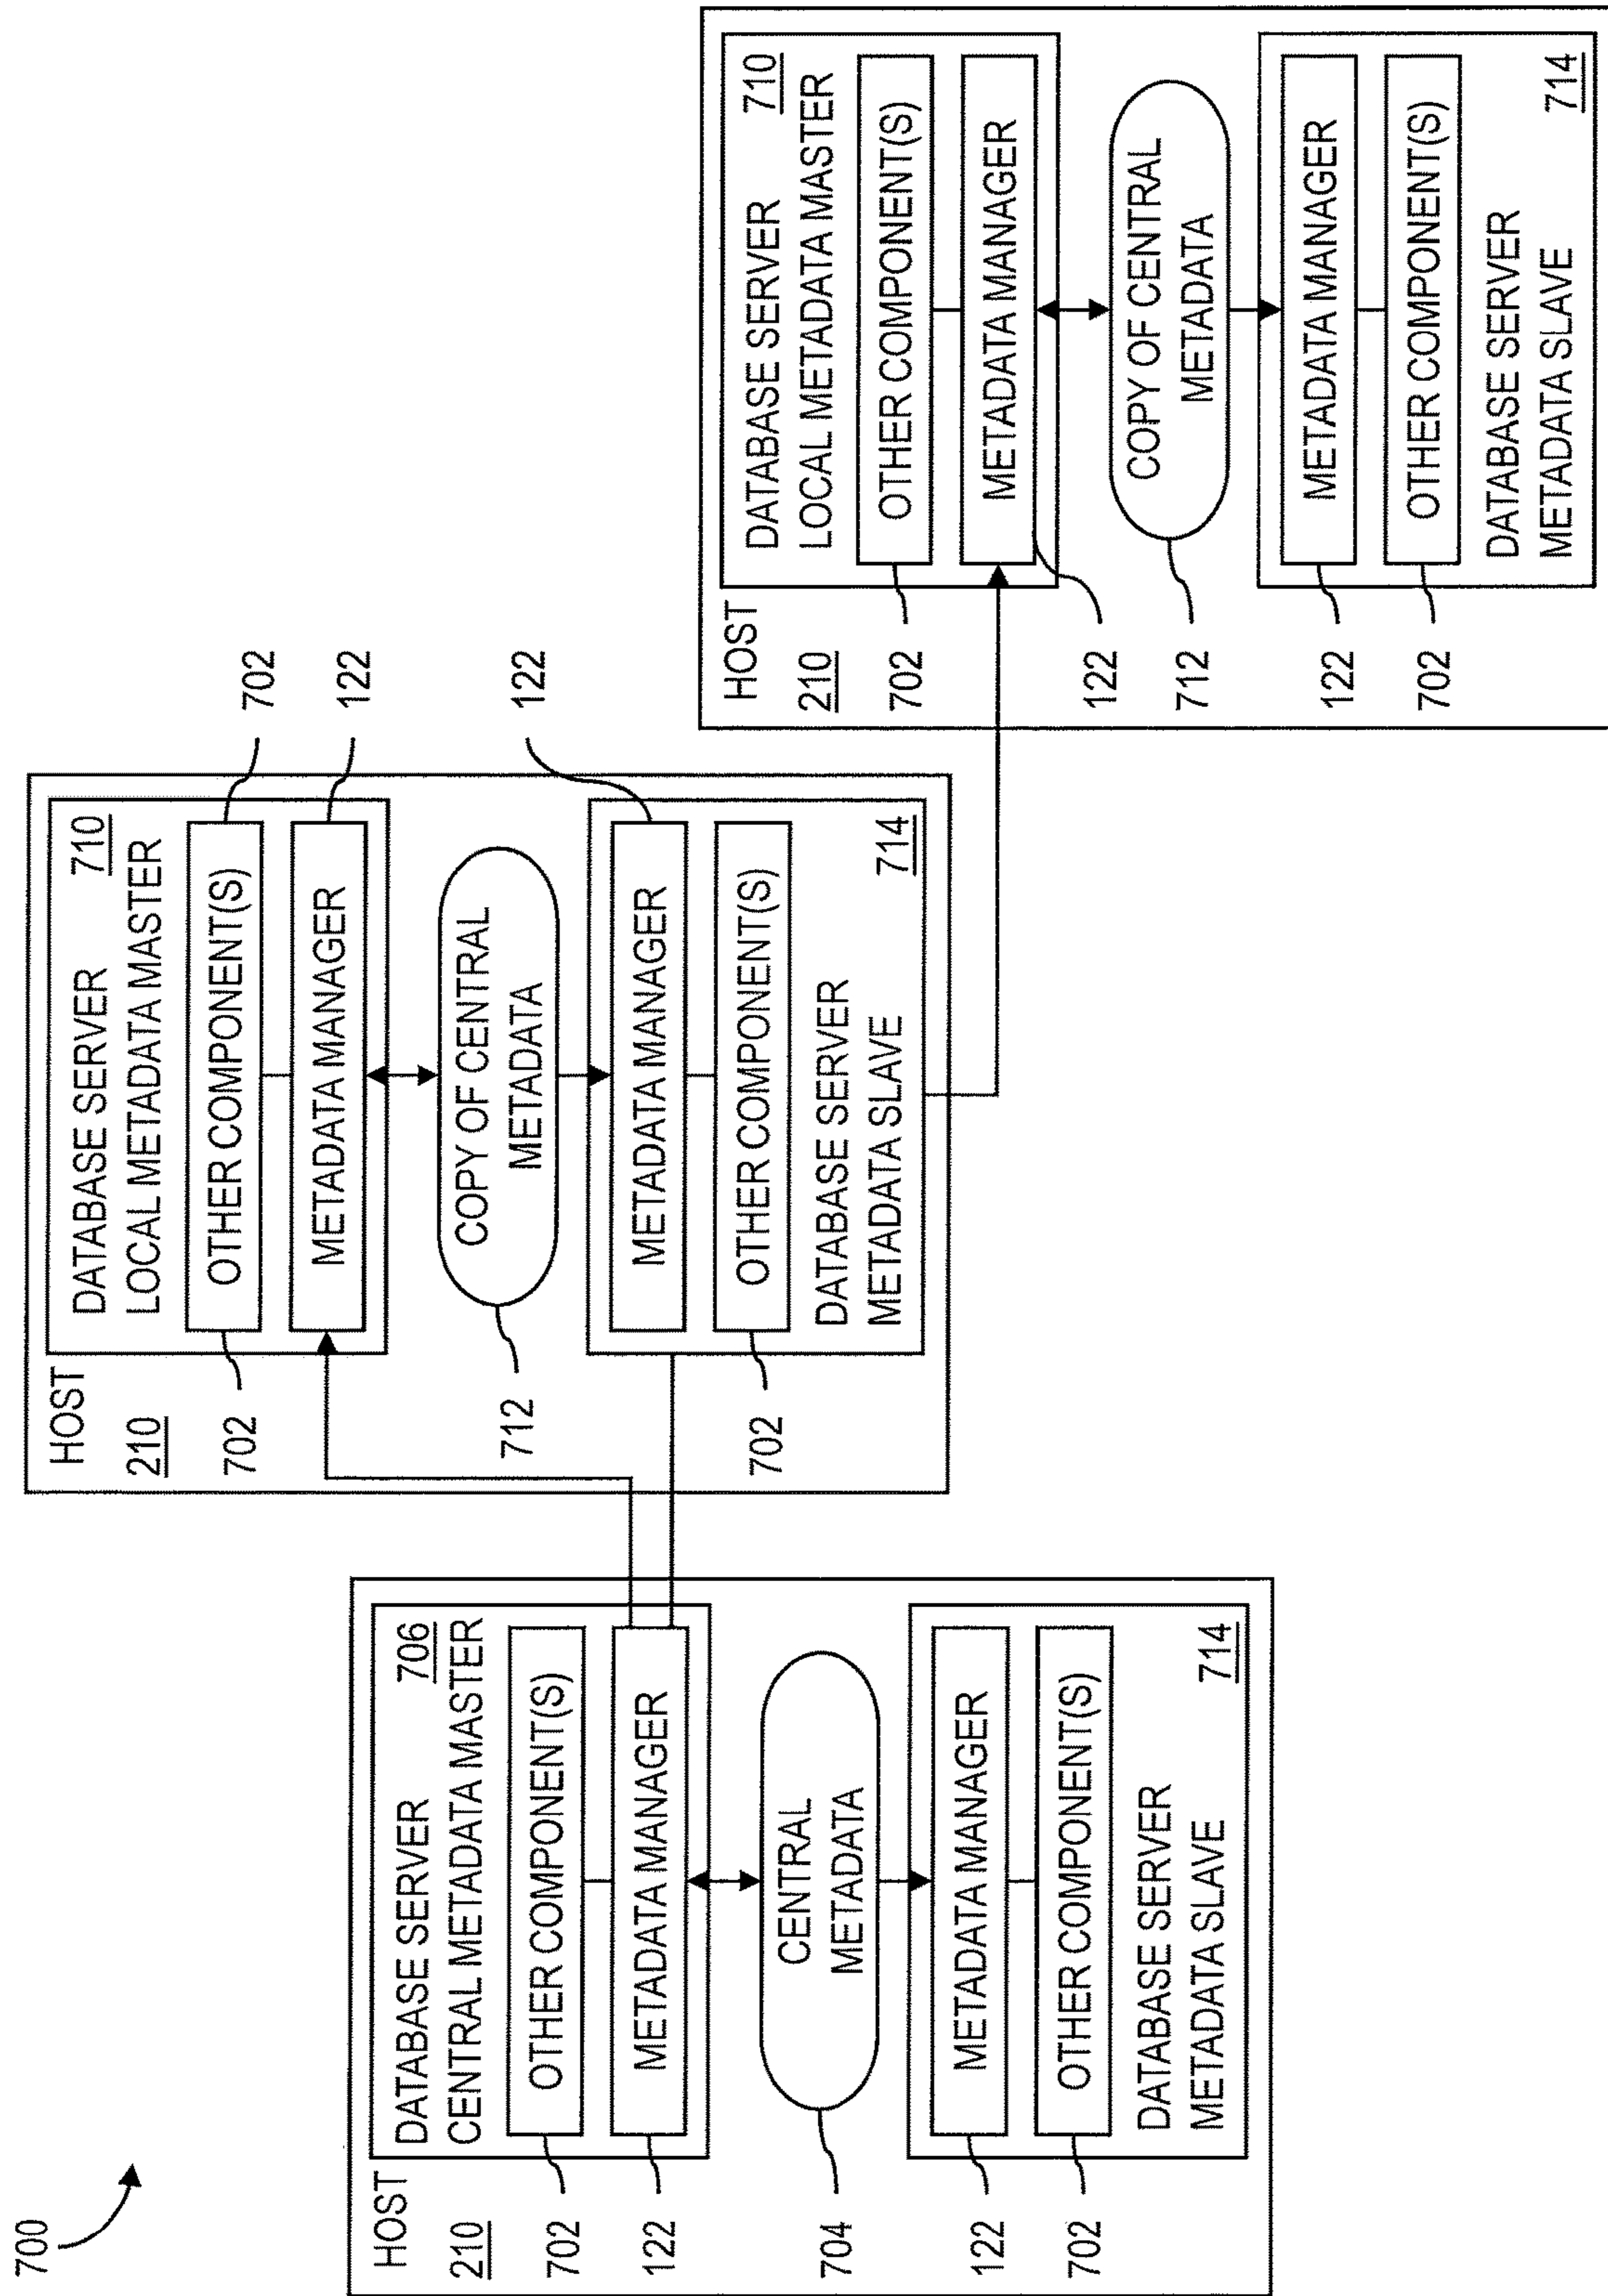 700
HOST
210
DATABASE SERVER
706
CENTRAL METADATA MASTER
702
OTHER COMPONENT(S)
122
METADATA MANAGER
704
CENTRAL
METADATA
122
METADATA MANAGER
702
OTHER COMPONENT(S)
DATABASE SERVER
METADATA SLAVE
714
HOST
210
DATABASE SERVER
710
LOCAL METADATA MASTER
702
OTHER COMPONENT(S)
702
METADATA MANAGER
122
712
COPY OF CENTRAL
METADATA
METADATA MANAGER
122
702
OTHER COMPONENT(S)
DATABASE SERVER
METADATA SLAVE
714
HOST
210
DATABASE SERVER
710
LOCAL METADATA MASTER
702
OTHER COMPONENT(S)
METADATA MANAGER
122
712
COPY OF CENTRAL
METADATA
122
METADATA MANAGER
702
OTHER COMPONENT(S)
DATABASE SERVER
METADATA SLAVE
714